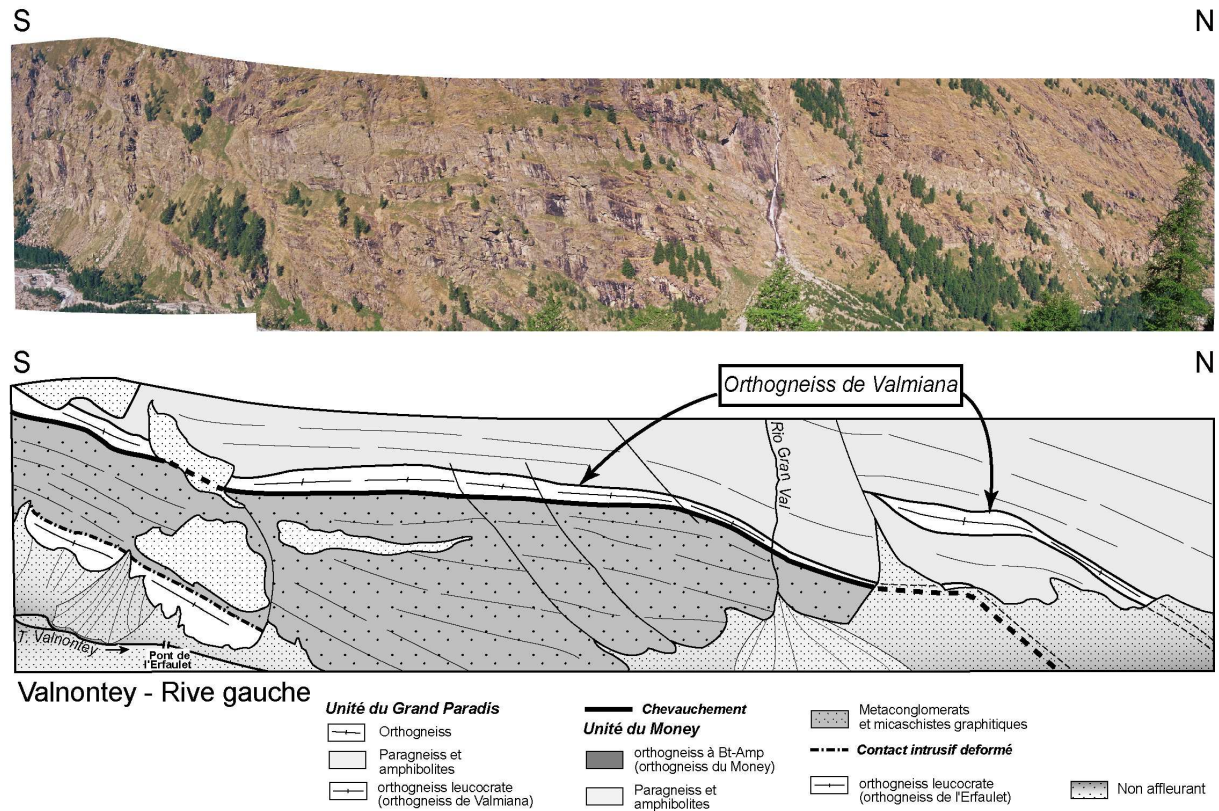 S
N
S
N
Orthogneiss de Valmiana
Rio Gran Val
T. Valnontey
Pont de
l'Erfaulet
Valnontey - Rive gauche
Unité du Grand Paradis
Orthogneiss
Paragneiss et
amphibolites
orthogneiss leucocrate
(orthogneiss de Valmiana)
Chevauchement
Unité du Money
orthogneiss à Bt-Amp
(orthogneiss du Money)
Paragneiss et
amphibolites
Metaconglomerats
et micaschistes graphitiques
Contact intrusif deformé
orthogneiss leucocrate
(orthogneiss de l'Erfaulet)
Non affleurant